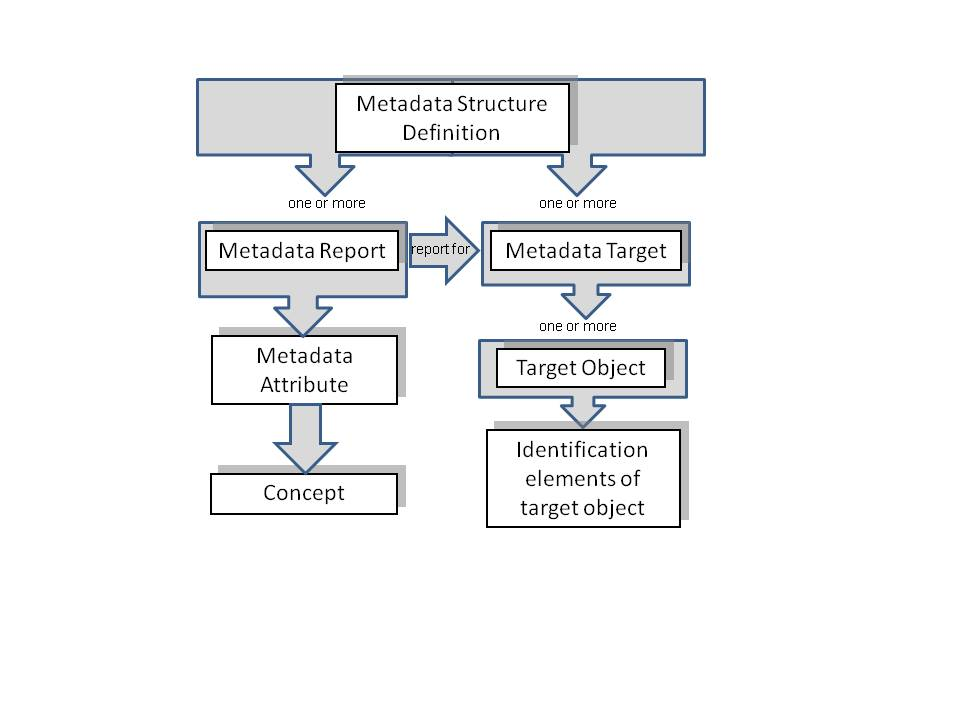 Metadata Structure
Definition
one or more
one or more
Metadata Report
report for
Metadata Target
one or more
Metadata
Attribute
Target Object
Concept
Identification
elements of
target object